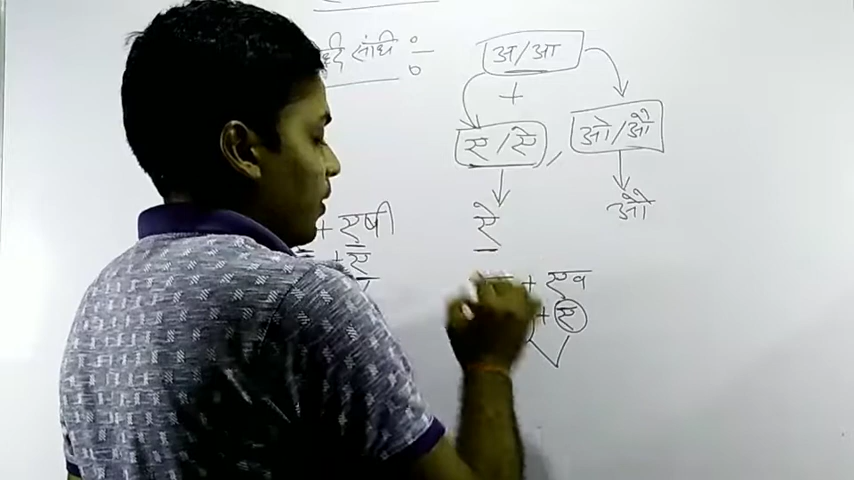 संधि :-
अ/आ
+
ए/ऐ , ओ/औ
ऐ औ
+ एषी
+ ए
+ एव
+ ए